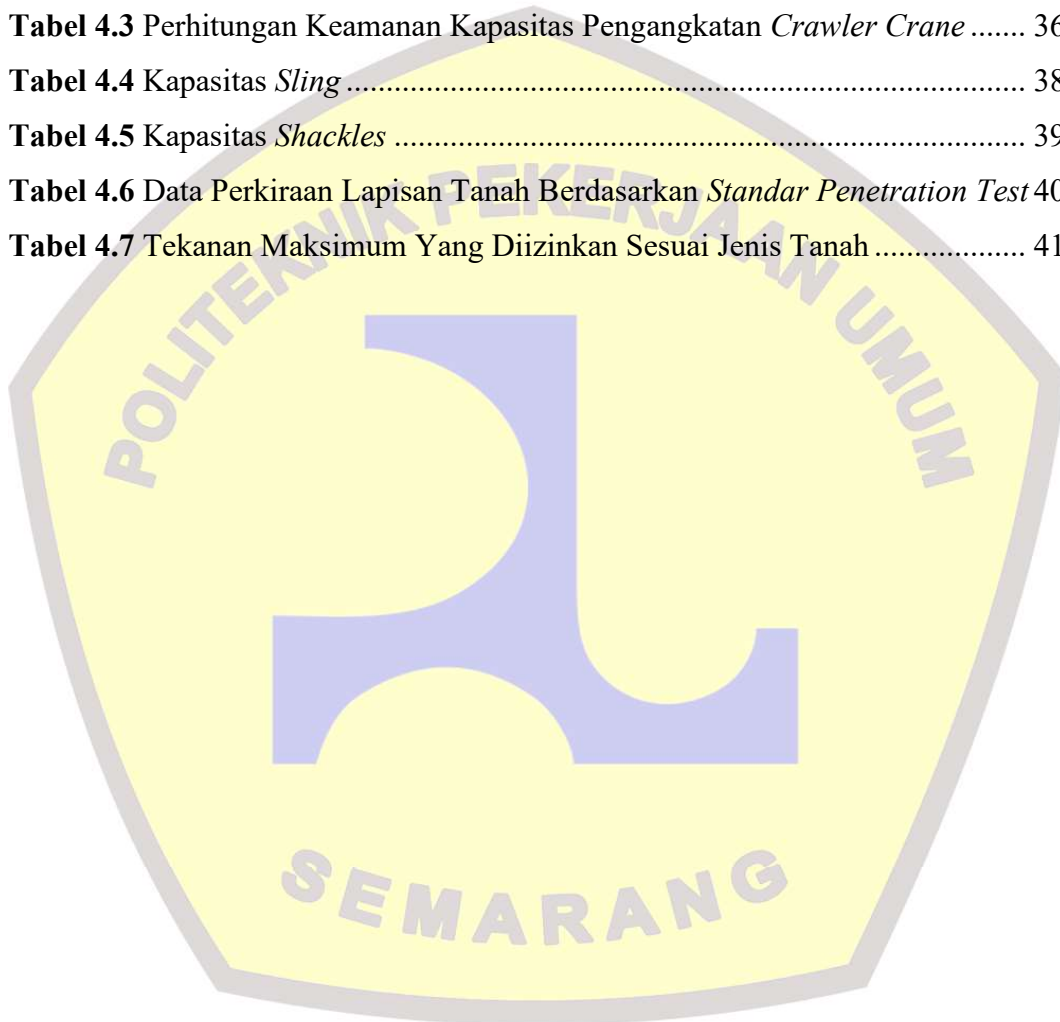 Tabel 4.3 Perhitungan Keamanan Kapasitas Pengangkatan Crawler Crane ....... 36
Tabel 4.4 Kapasitas Sling ................................................................................ 38
Tabel 4.5 Kapasitas Shackles ......................................................................... 39
Tabel 4.6 Data Perkiraan Lapisan Tanah Berdasarkan Standar Penetration Test 40
Tabel 4.7 Tekanan Maksimum Yang Diizinkan Sesuai Jenis Tanah .................. 41
POLITEKNIK PEKERJAAN UMUM
SEMARANG